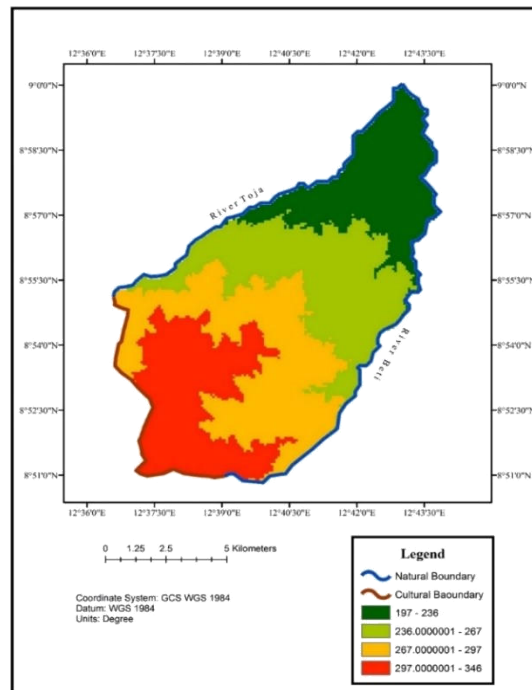 12°36'0"E 12°37'30"E 12°39'0"E 12°40'30"E 12°42'0"E 12°43'30"E
9°0'0"N 9°0'0"N
8°58'30"N 8°58'30"N
8°57'0"N 8°57'0"N
River Toja
8°55'30"N 8°55'30"N
8°54'0"N 8°54'0"N
River Beti
8°52'30"N 8°52'30"N
8°51'0"N 8°51'0"N
12°36'0"E 12°37'30"E 12°39'0"E 12°40'30"E 12°42'0"E 12°43'30"E
0 1.25 2.5 5 Kilometers
Coordinate System: GCS WGS 1984
Datum: WGS 1984
Units: Degree
Legend
Natural Boundary
Cultural Baoundary
197 - 236
236.0000001 - 267
267.0000001 - 297
297.0000001 - 346